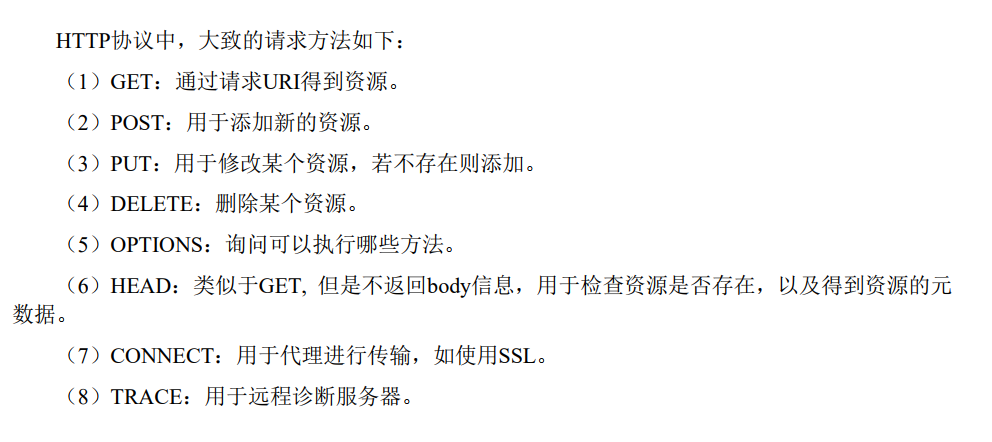 HTTP协议中，大致的请求方法如下：
（1）GET：通过请求URI得到资源。
（2）POST：用于添加新的资源。
（3）PUT：用于修改某个资源，若不存在则添加。
（4）DELETE：删除某个资源。
（5）OPTIONS：询问可以执行哪些方法。
（6）HEAD：类似于GET, 但是不返回body信息，用于检查资源是否存在，以及得到资源的元
数据。
（7）CONNECT：用于代理进行传输，如使用SSL。
（8）TRACE：用于远程诊断服务器。